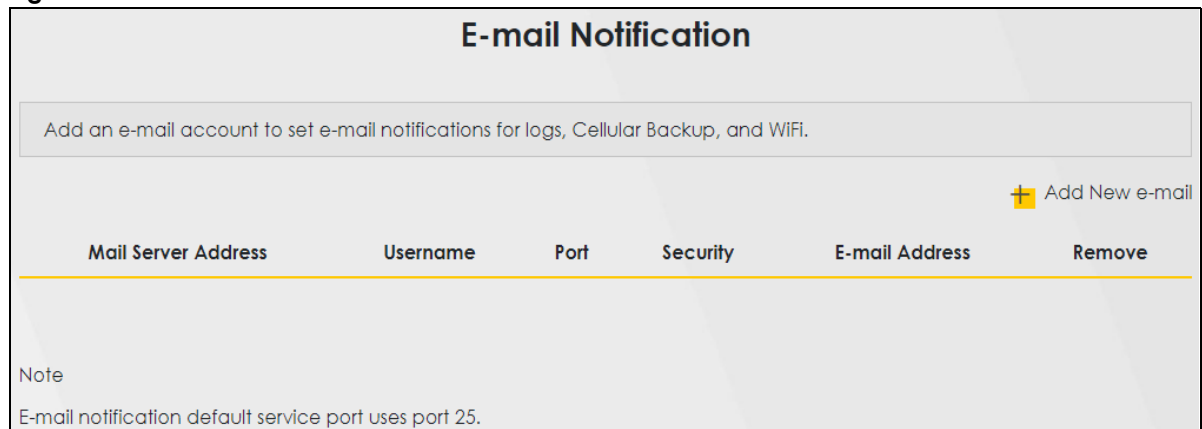 E-mail Notification
Add an e-mail account to set e-mail notifications for logs, Cellular Backup, and WiFi.
+ Add New e-mail
Mail Server Address Username Port Security E-mail Address Remove
Note
E-mail notification default service port uses port 25.